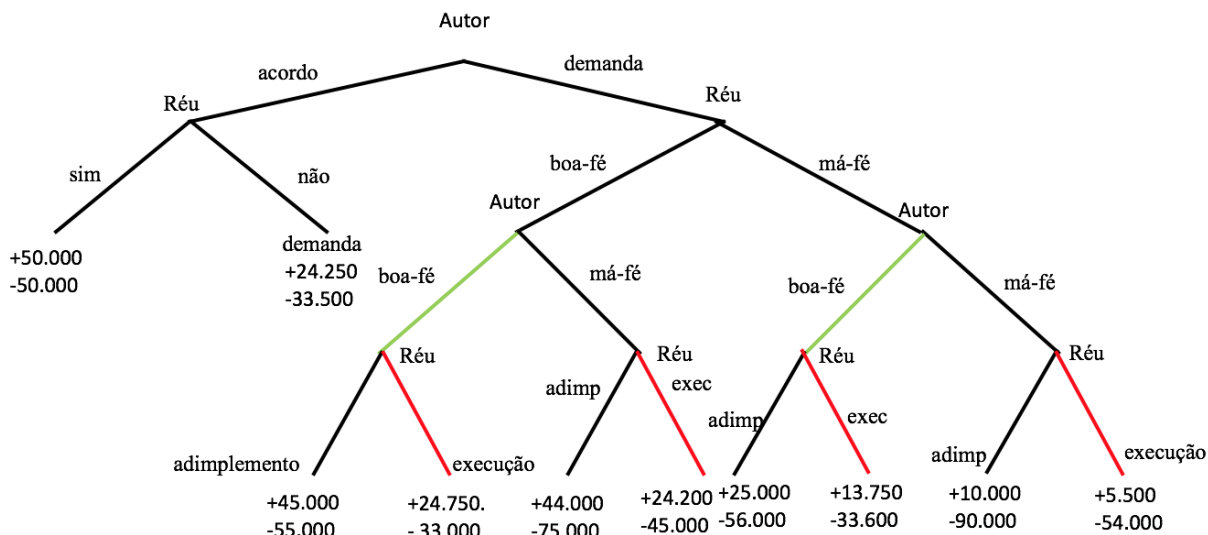 Autor
acordo
demanda
Réu
Réu
sim
não
boa-fé
má-fé
Autor
Autor
+50.000
-50.000
demanda
+24.250
-33.500
boa-fé
má-fé
boa-fé
má-fé
Réu
Réu
Réu
Réu
adimp
exec
adimp
exec
adimplemento
execução
adimp
execução
+45.000
-55.000
+24.750.
-33.000
+44.000
-75.000
+24.200
-45.000
+25.000
-56.000
+13.750
-33.600
+10.000
-90.000
+5.500
-54.000